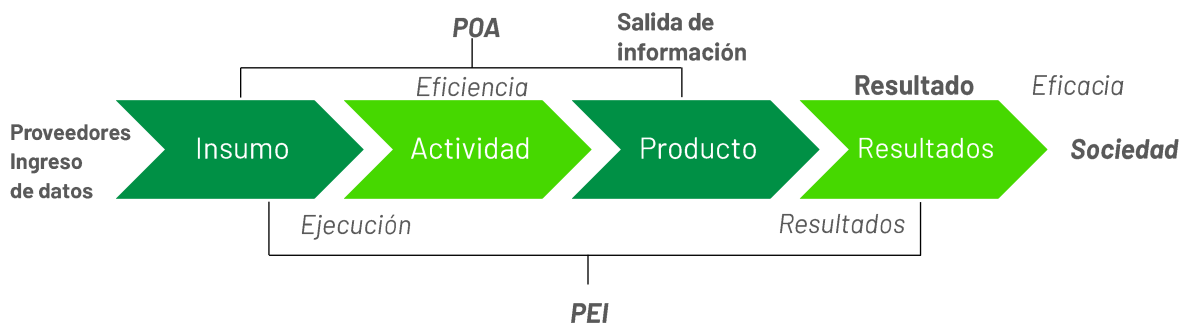 POA
Salida de
información
Eficiencia
Resultado
Eficacia
Proveedores
Ingreso
de datos
Insumo
Actividad
Producto
Resultados
Sociedad
Ejecución
Resultados
PEI